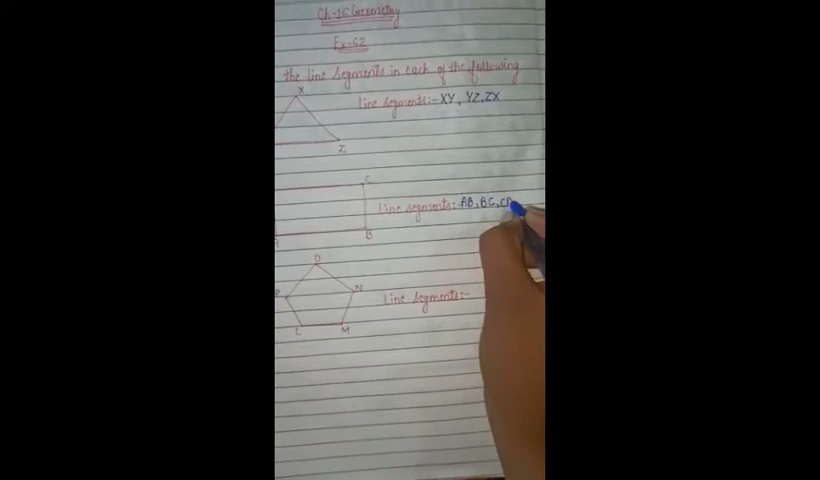 Ch-26 Geometry
Ex-62
the line segments in each of the following
X
Line segments:- XY, YZ, ZX
Z
C
Line segments: AB, BC, CD
A
B
O
P
N
Line segments:-
L
M